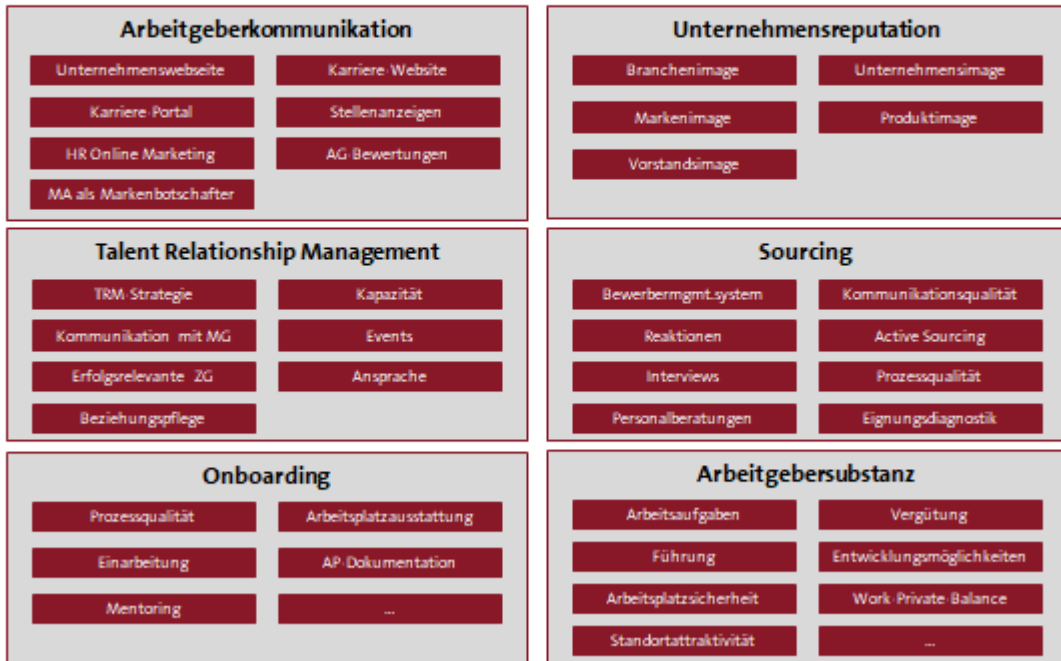 Arbeitgeberkommunikation
Unternehmenswebseite
Karriere-Website
Karriere-Portal
Stellenanzeigen
HR Online Marketing
AG-Bewertungen
MA als Markenbotschafter
Unternehmensreputation
Branchenimage
Unternehmensimage
Markenimage
Produktimage
Vorstandsimage
Talent Relationship Management
TRM-Strategie
Kapazität
Kommunikation mit MG
Events
Erfolgsrelevante ZG
Ansprache
Beziehungspflege
Sourcing
Bewerbermgmt.system
Kommunikationsqualität
Reaktionen
Active Sourcing
Interviews
Prozessqualität
Personalberatungen
Eignungsdiagnostik
Onboarding
Prozessqualität
Arbeitsplatzausstattung
Einarbeitung
AP-Dokumentation
Mentoring
...
Arbeitgebersubstanz
Arbeitsaufgaben
Vergütung
Führung
Entwicklungsmöglichkeiten
Arbeitsplatzsicherheit
Work-Private-Balance
Standortattraktivität
...